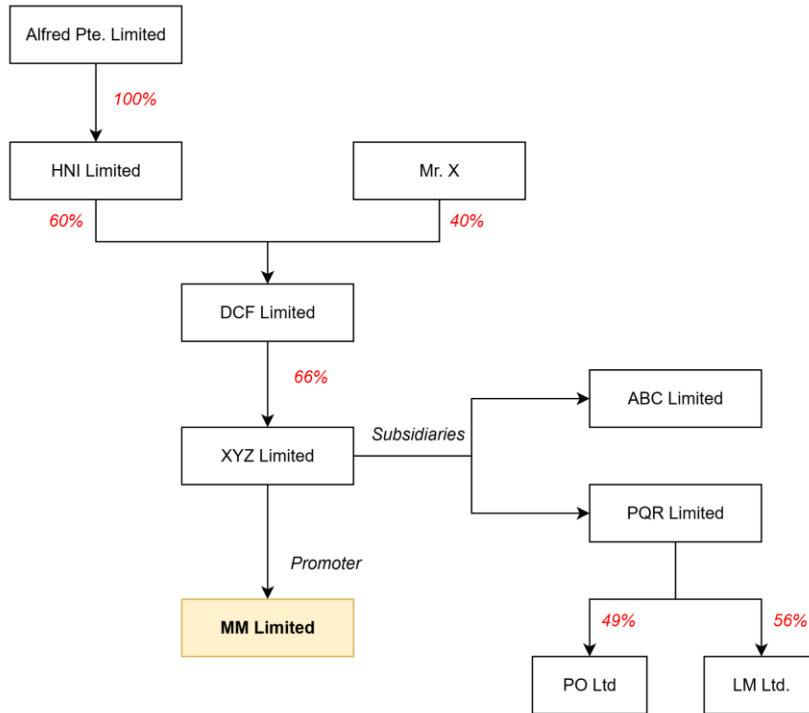 Alfred Pte. Limited
100%
HNI Limited
Mr. X
60%
40%
DCF Limited
66%
ABC Limited
Subsidiaries
XYZ Limited
PQR Limited
Promoter
MM Limited
49%
56%
PO Ltd
LM Ltd.